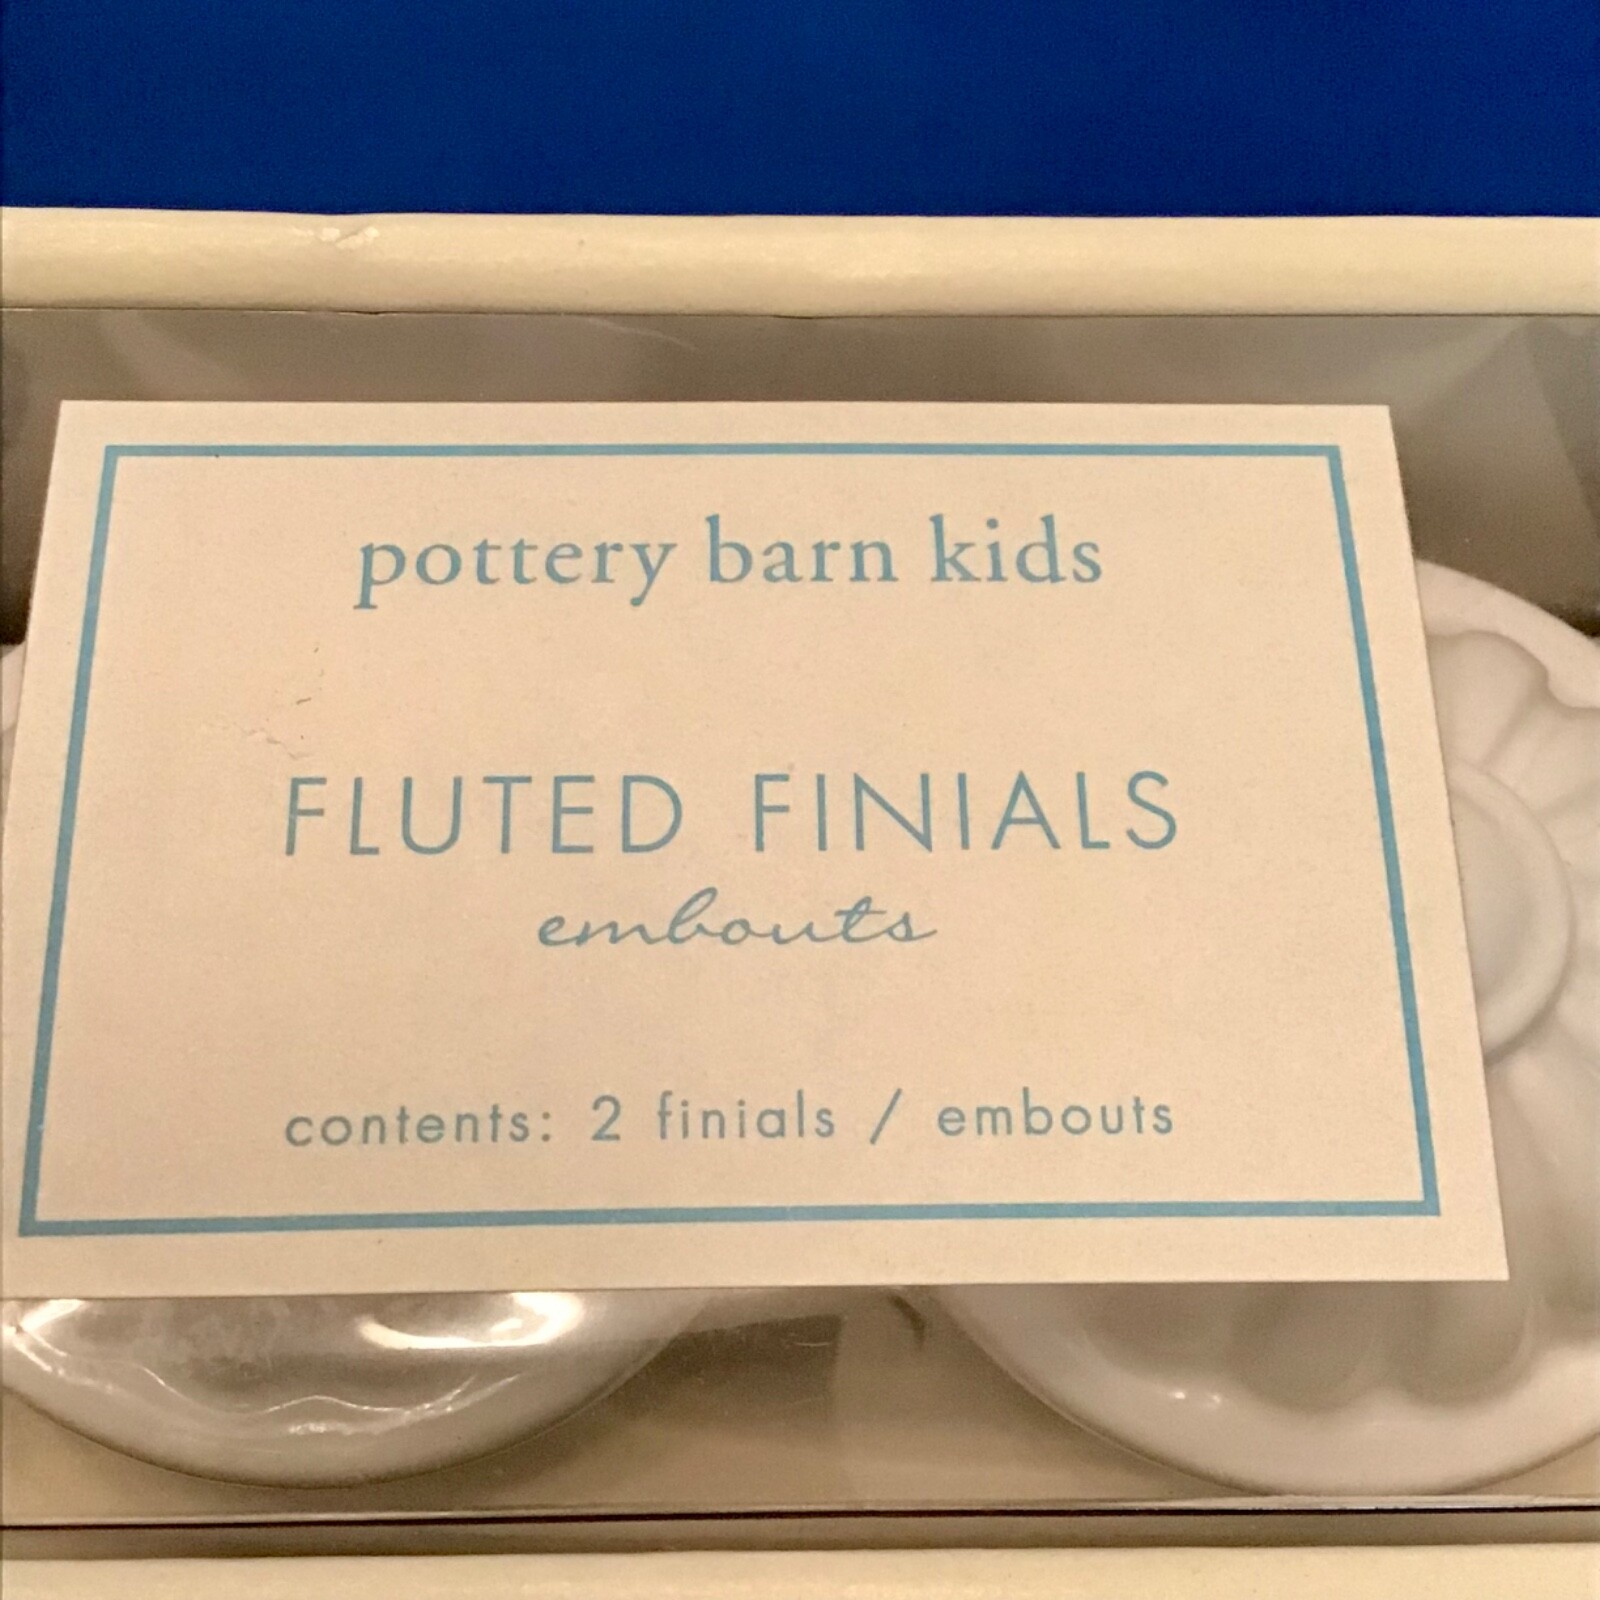 pottery barn kids
FLUTED FINIALS
embouts
contents: 2 finials / embouts